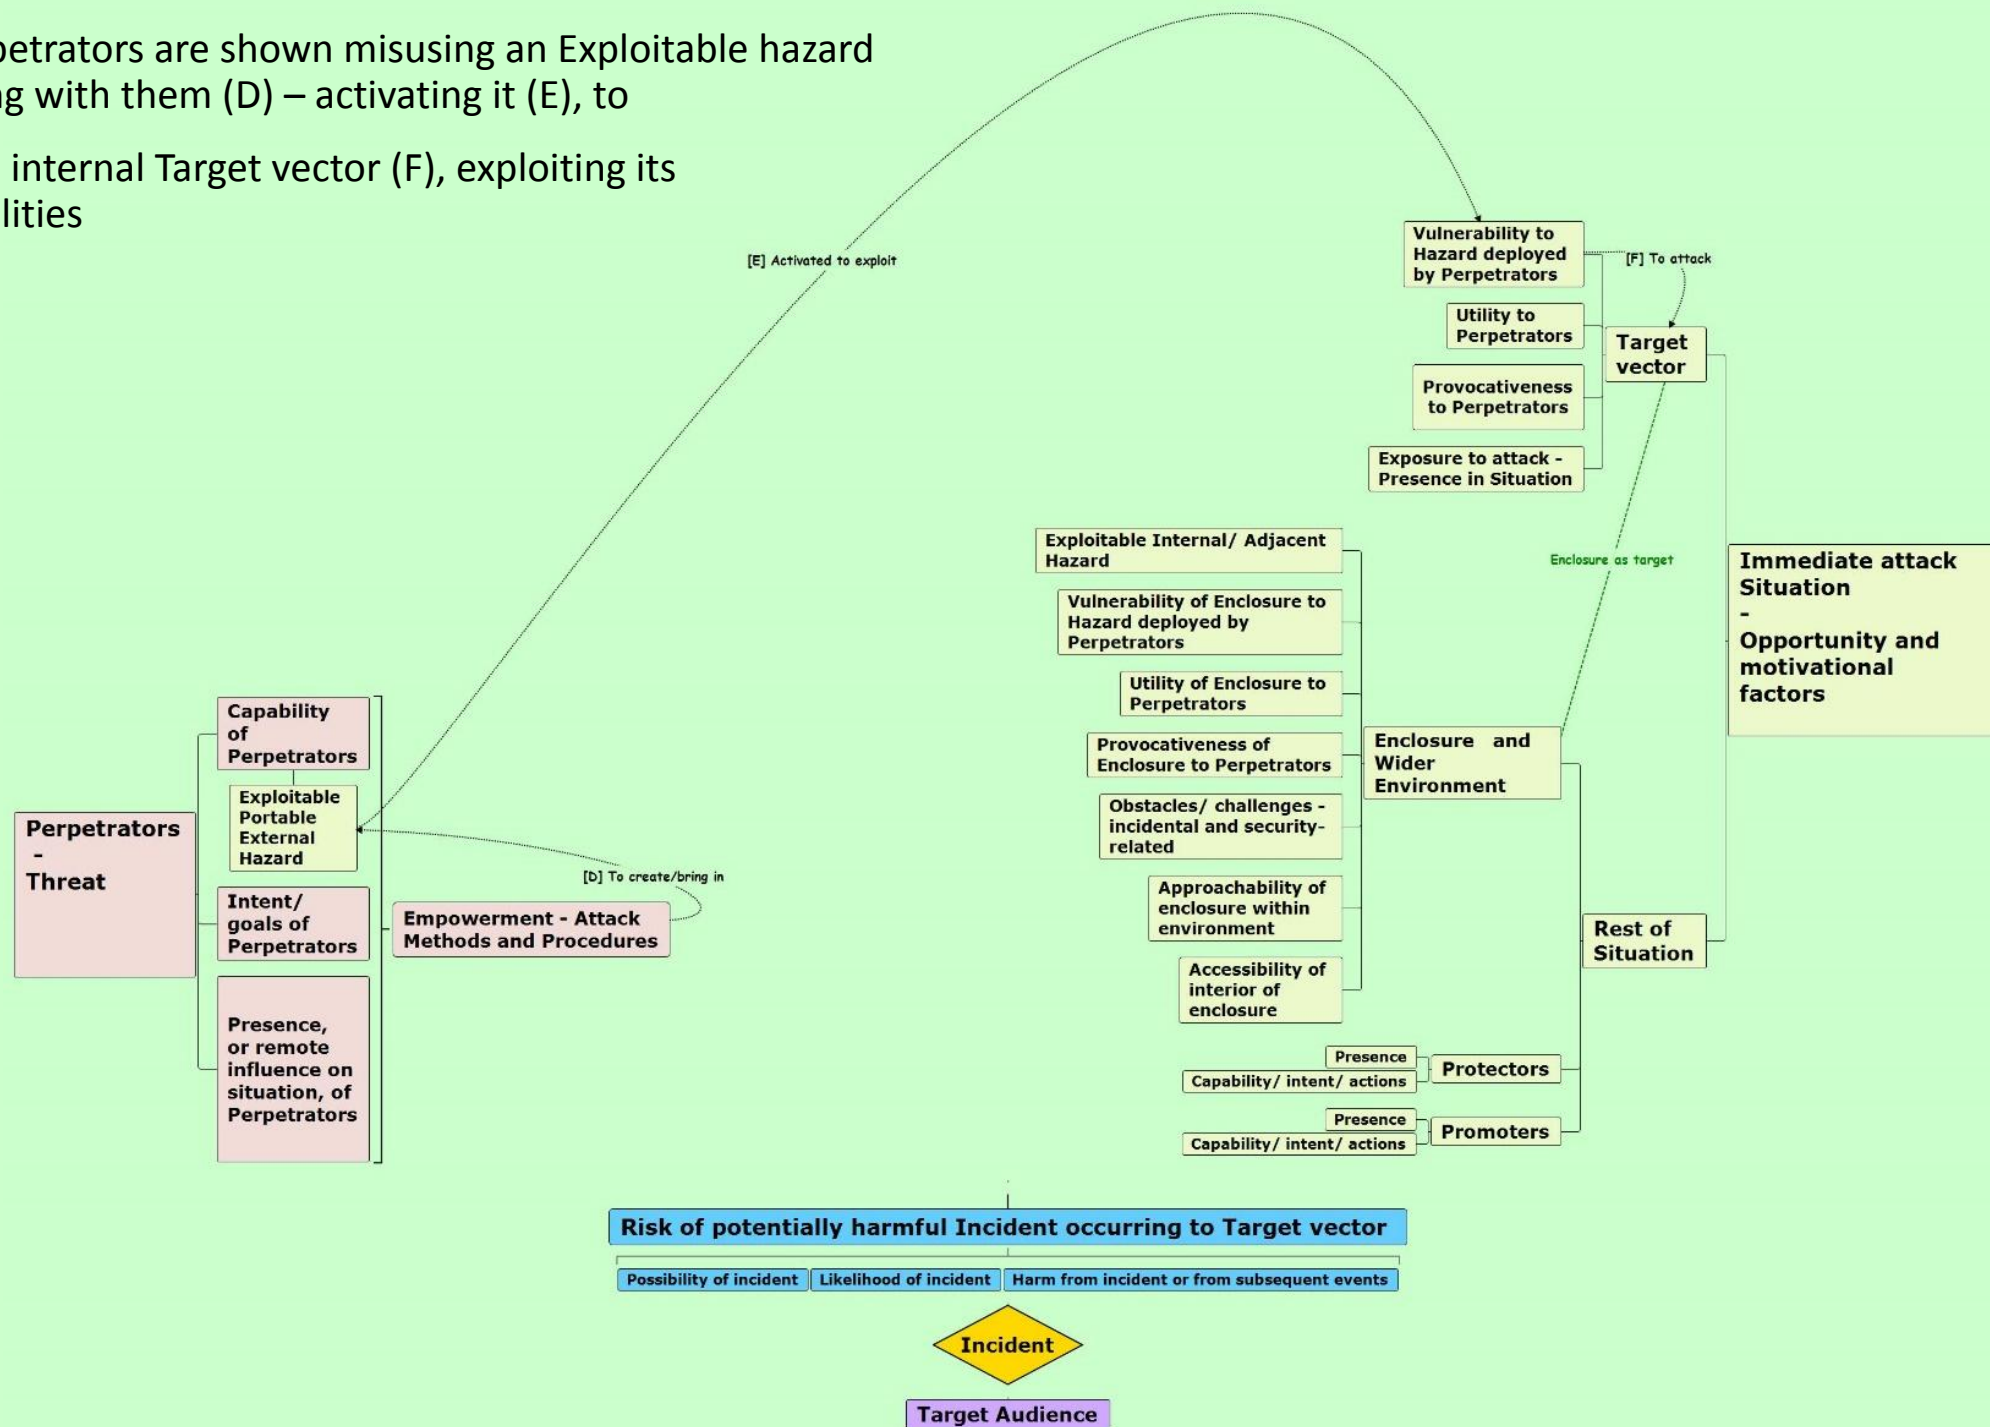 petrators are shown misusing an Exploitable hazard
ng with them (D) – activating it (E), to
internal Target vector (F), exploiting its
lities
[E] Activated to exploit
Vulnerability to
Hazard deployed
by Perpetrators
[F] To attack
Utility to
Perpetrators
Target
vector
Provocativeness
to Perpetrators
Exposure to attack -
Presence in Situation
Exploitable Internal/ Adjacent
Hazard
Enclosure as target
Immediate attack
Situation
-
Opportunity and
motivational
factors
Vulnerability of Enclosure to
Hazard deployed by
Perpetrators
Utility of Enclosure to
Perpetrators
Provocativeness of
Enclosure to Perpetrators
Enclosure and
Wider
Environment
Obstacles/ challenges -
incidental and security-
related
Approachability of
enclosure within
environment
Accessibility of
interior of
enclosure
Rest of
Situation
Presence
Capability/ intent/ actions
Protectors
Presence
Capability/ intent/ actions
Promoters
Perpetrators
-
Threat
Capability
of
Perpetrators
Exploitable
Portable
External
Hazard
[D] To create/bring in
Intent/
goals of
Perpetrators
Empowerment - Attack
Methods and Procedures
Presence,
or remote
influence on
situation, of
Perpetrators
Risk of potentially harmful Incident occurring to Target vector
Possibility of incident
Likelihood of incident
Harm from incident or from subsequent events
Incident
Target Audience